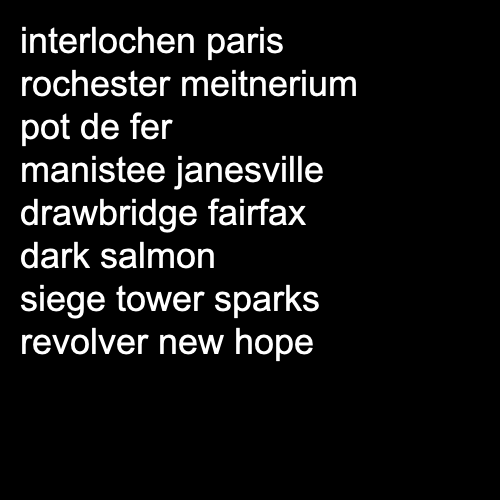 interlochen paris
rochester meitnerium
pot de fer
manistee janesville
drawbridge fairfax
dark salmon
siege tower sparks
revolver new hope